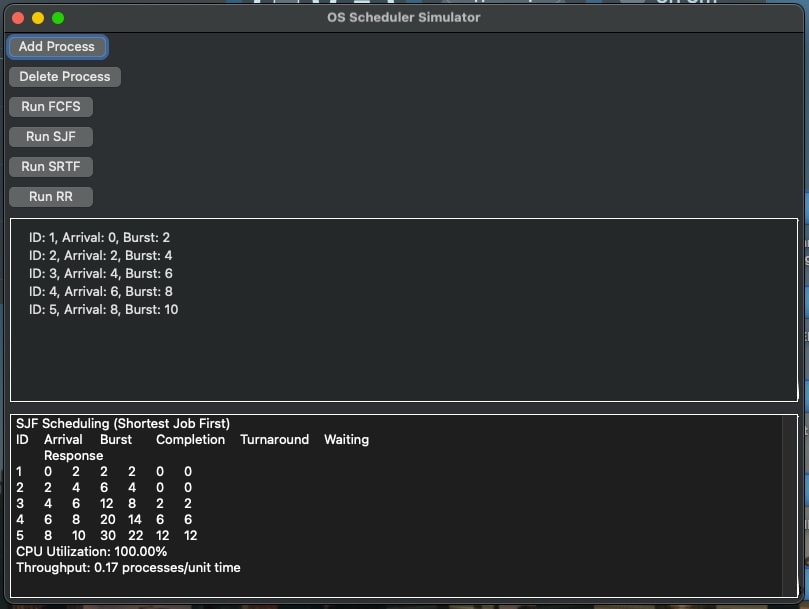 OS Scheduler Simulator
Add Process
Delete Process
Run FCFS
Run SJF
Run SRTF
Run RR
ID: 1, Arrival: 0, Burst: 2
ID: 2, Arrival: 2, Burst: 4
ID: 3, Arrival: 4, Burst: 6
ID: 4, Arrival: 6, Burst: 8
ID: 5, Arrival: 8, Burst: 10
SJF Scheduling (Shortest Job First)
ID Arrival Burst Completion Turnaround Waiting
Response
1 0 2 2 2 0 0
2 2 4 6 4 0 0
3 4 6 12 8 2 2
4 6 8 20 14 6 6
5 8 10 30 22 12 12
CPU Utilization: 100.00%
Throughput: 0.17 processes/unit time